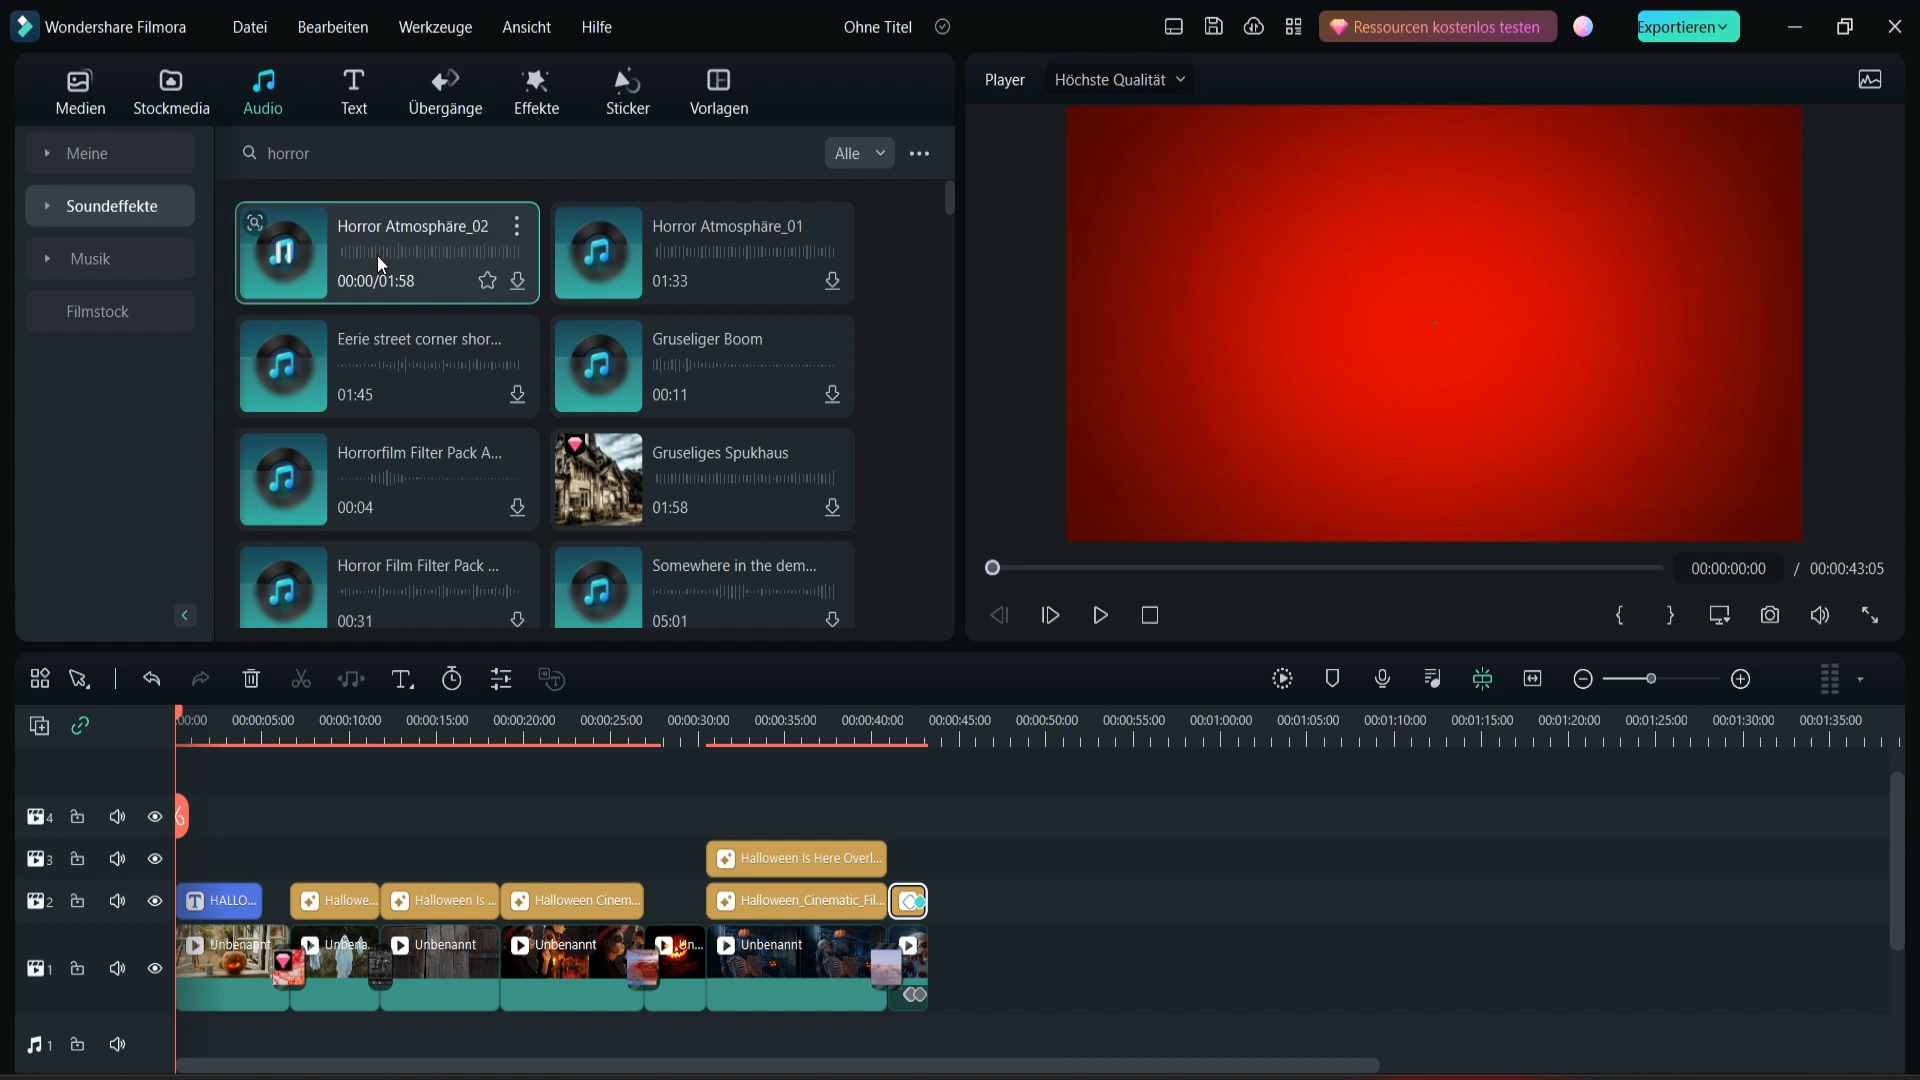 Wondershare Filmora
Datei
Bearbeiten
Werkzeuge
Ansicht
Hilfe
Ohne Titel
Ressourcen kostenlos testen
Exportieren
Medien
Stockmedia
Audio
Text
Übergänge
Effekte
Sticker
Vorlagen
Player
Höchste Qualität
Meine
Soundeffekte
Musik
Filmstock
horror
Alle
Horror Atmosphäre_02
00:00/01:58
Horror Atmosphäre_01
01:33
Eerie street corner shor...
01:45
Gruseliger Boom
00:11
Horrorfilm Filter Pack A...
00:04
Gruseliges Spukhaus
01:58
Horror Film Filter Pack ...
00:31
Somewhere in the dem...
05:01
00:00:00:00 / 00:00:43:05
:00:00 00:00:05:00 00:00:10:00 00:00:15:00 00:00:20:00 00:00:25:00 00:00:30:00 00:00:35:00 00:00:40:00 00:00:45:00 00:00:50:00 00:00:55:00 00:01:00:00 00:01:05:00 00:01:10:00 00:01:15:00 00:01:20:00 00:01:25:00 00:01:30:00 00:01:35:00
4
3
Halloween Is Here Overl...
2
HALLO...
Hallowe...
Halloween Is ...
Halloween Cinem...
Halloween_Cinematic_Fil...
Unbenannt
Unbena...
Unbenannt
Unbenannt
Un...
Unbenannt
1
1